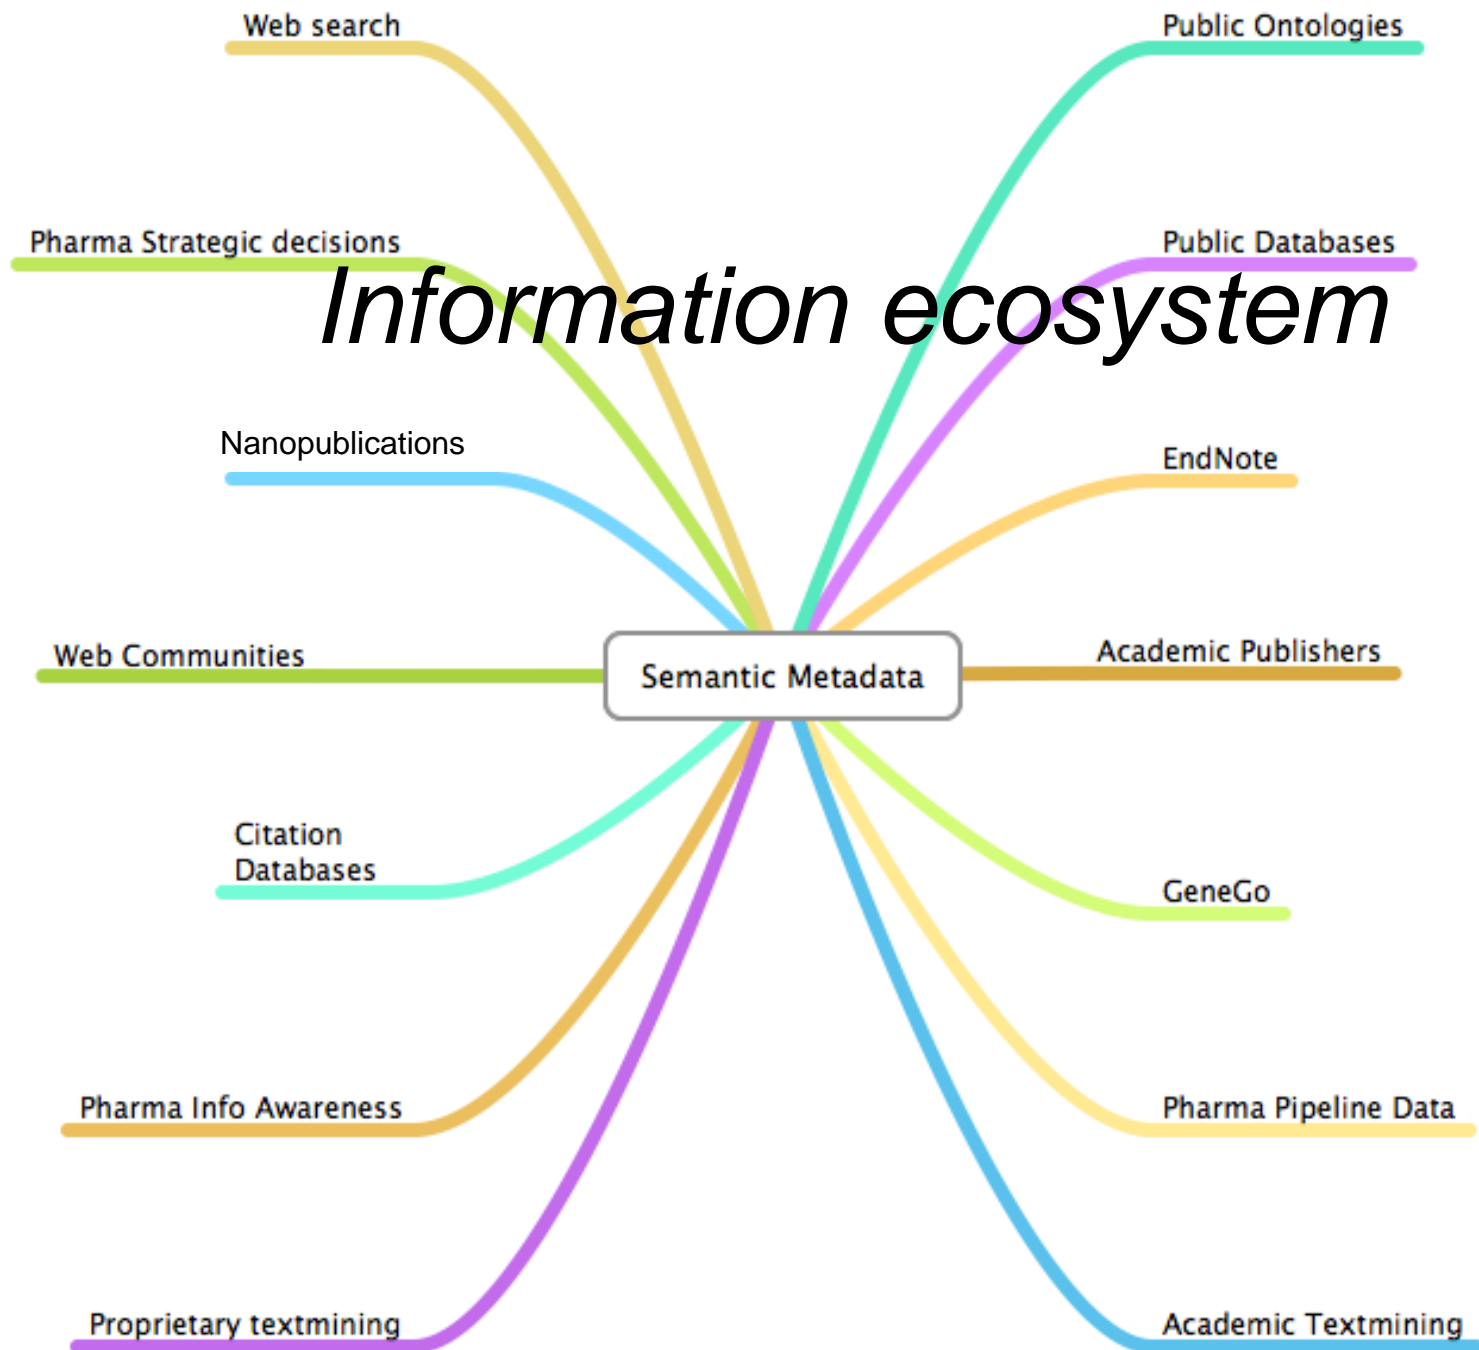 Web search
Public Ontologies
Pharma Strategic decisions
Public Databases
Information ecosystem
Nanopublications
EndNote
Web Communities
Academic Publishers
Semantic Metadata
Citation
Databases
GeneGo
Pharma Info Awareness
Pharma Pipeline Data
Proprietary textmining
Academic Textmining